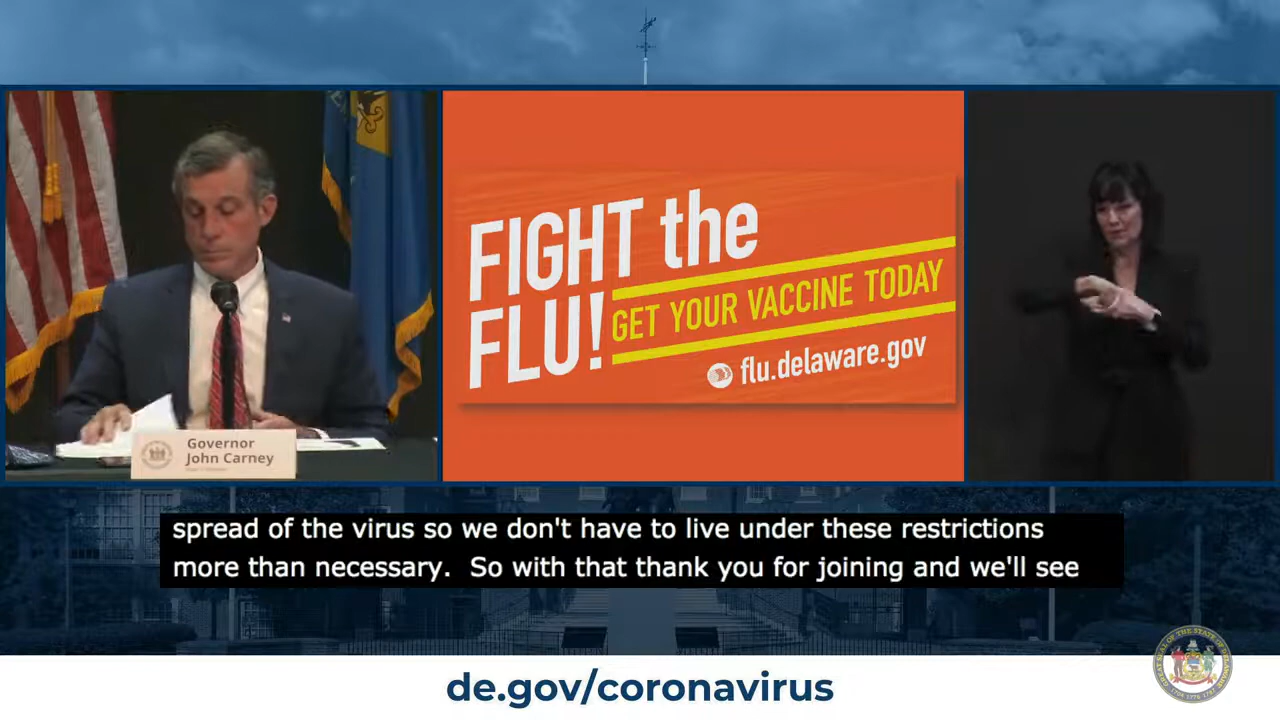 FIGHT the
FLU!
GET YOUR VACCINE TODAY
flu.delaware.gov
Governor
John Carney
spread of the virus so we don't have to live under these restrictions
more than necessary.  So with that thank you for joining and we'll see
de.gov/coronavirus